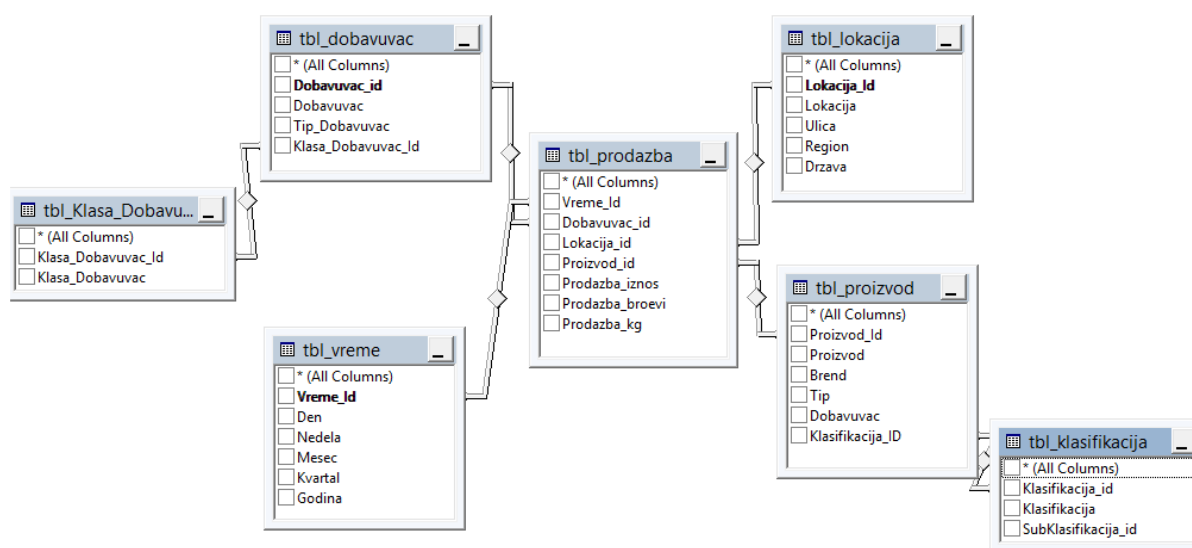 tbl_dobavuvac
* (All Columns)
Dobavuvac_id
Dobavuvac
Tip_Dobavuvac
Klasa_Dobavuvac_Id
tbl_Klasa_Dobavu...
* (All Columns)
Klasa_Dobavuvac_Id
Klasa_Dobavuvac
tbl_vreme
* (All Columns)
Vreme_Id
Den
Nedela
Mesec
Kvartal
Godina
tbl_prodazba
* (All Columns)
Vreme_Id
Dobavuvac_id
Lokacija_id
Proizvod_id
Prodazba_iznos
Prodazba_broevi
Prodazba_kg
tbl_lokacija
* (All Columns)
Lokacija_Id
Lokacija
Ulica
Region
Drzava
tbl_proizvod
* (All Columns)
Proizvod_Id
Proizvod
Brend
Tip
Dobavuvac
Klasifikacija_ID
tbl_klasifikacija
* (All Columns)
Klasifikacija_id
Klasifikacija
SubKlasifikacija_id